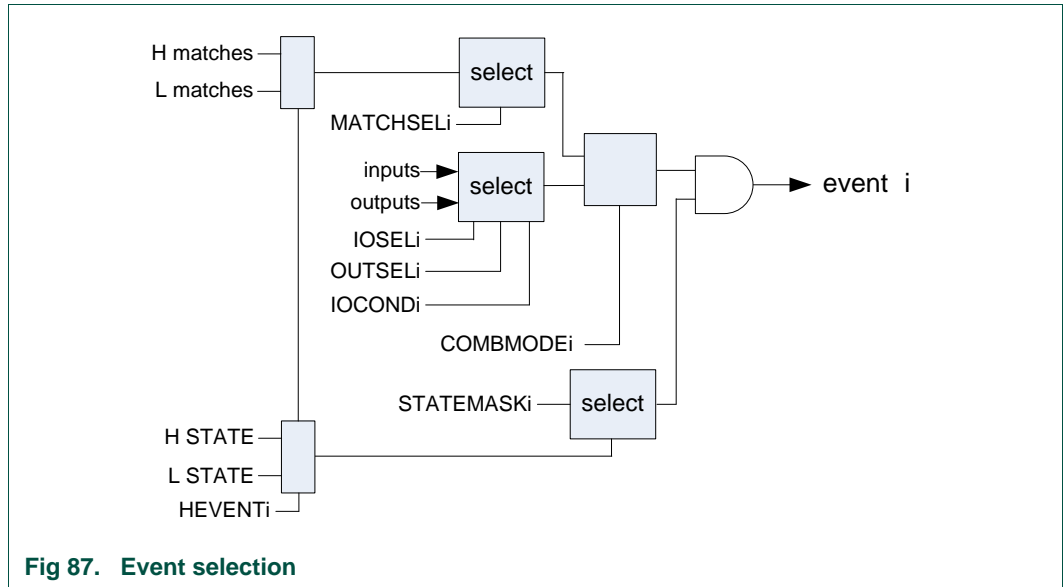 H matches
L matches
select
MATCHSELi
inputs
outputs
select
IOSELi
OUTSELi
IOCONDi
event i
COMBMODEi
STATEMASKi
select
H STATE
L STATE
HEVENTi
Fig 87. Event selection